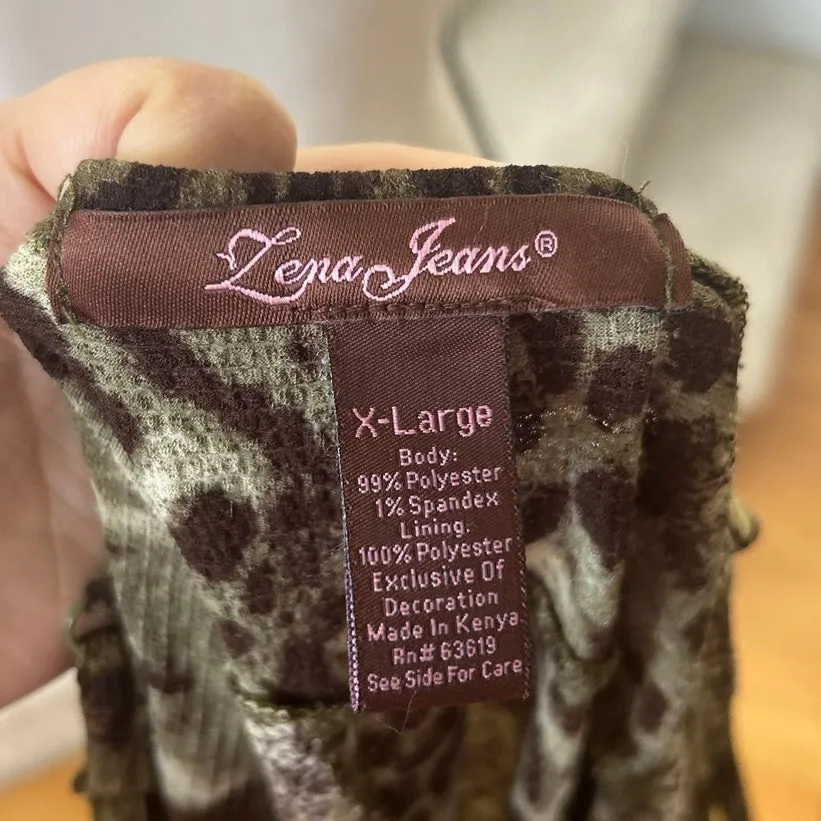 Zena Jeans®
X-Large
Body:
99% Polyester
1% Spandex
Lining:
100% Polyester
Exclusive Of
Decoration
Made In Kenya
Rn# 63619
See Side For Care